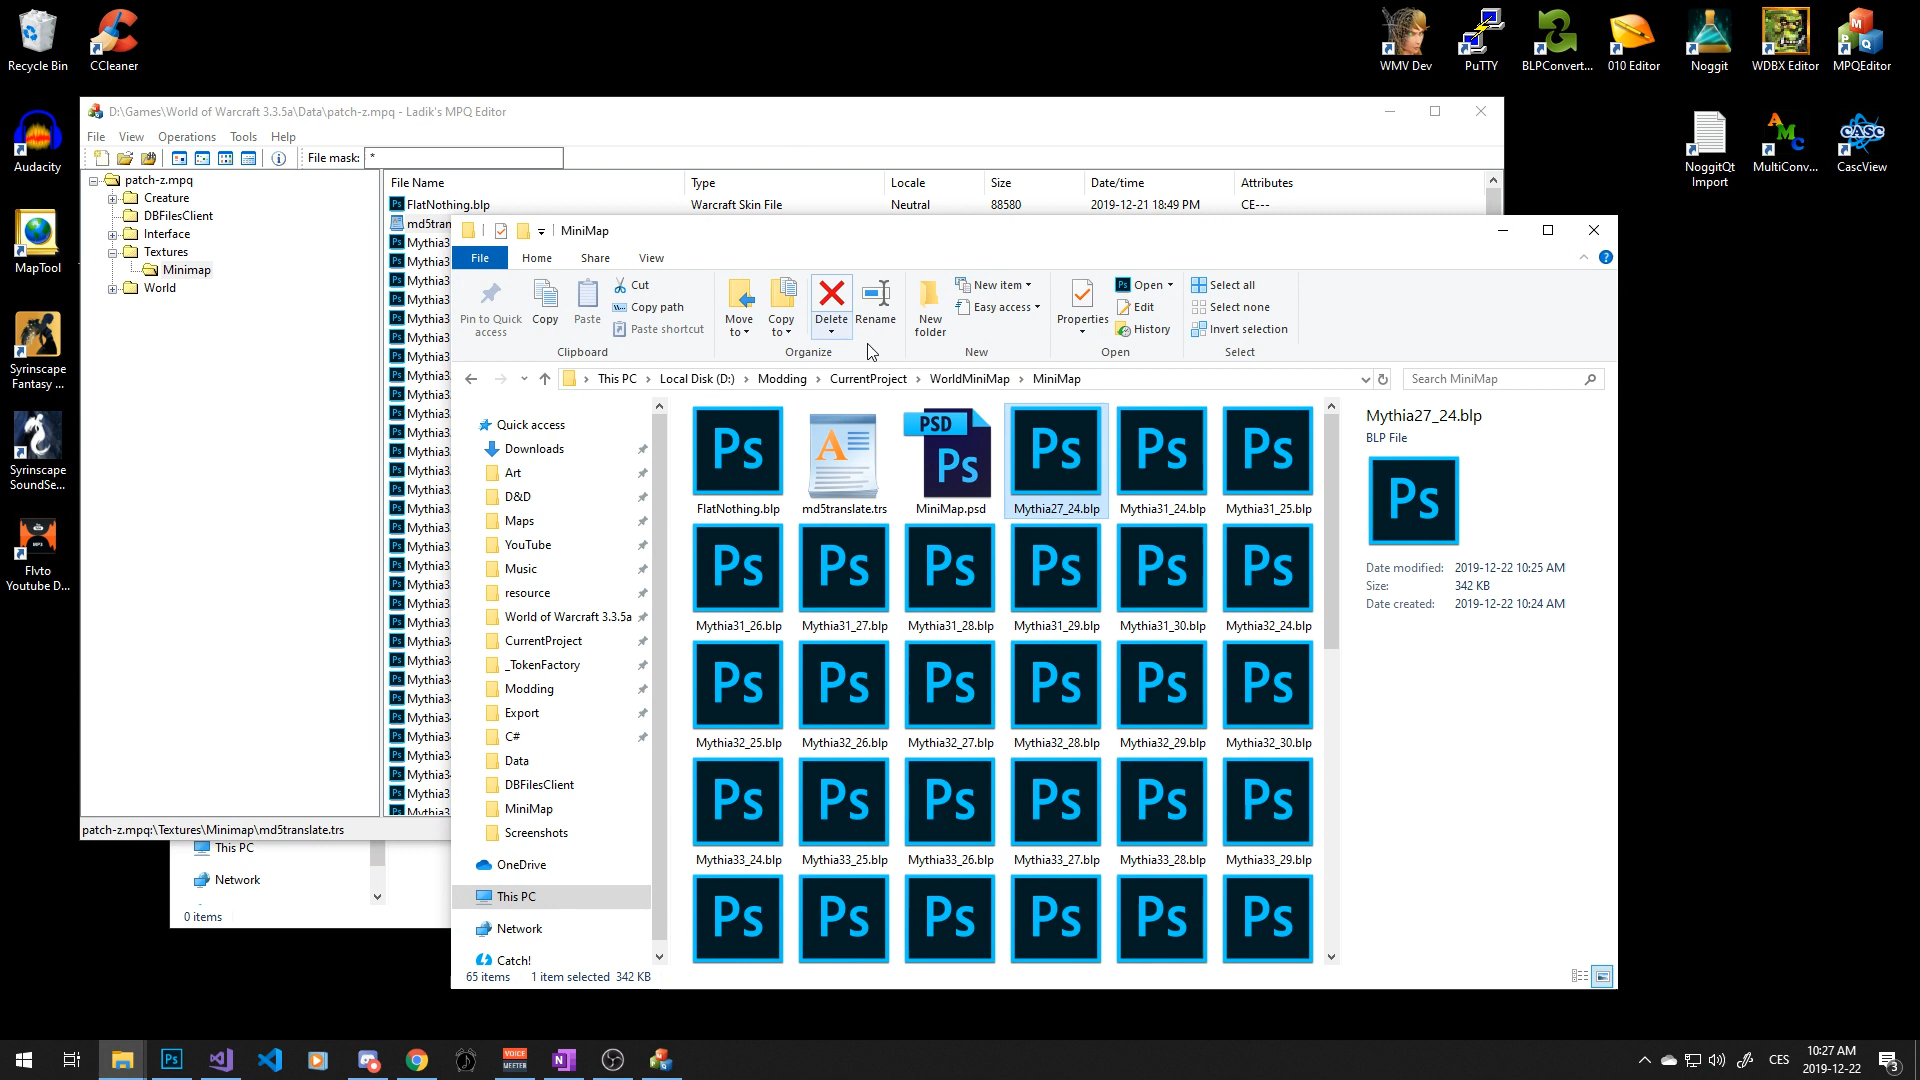 Recycle Bin
CCleaner
WMV Dev
PuTTY
BLPConvert...
010 Editor
Noggit
WDBX Editor
MPQEditor
Audacity
MapTool
Syrinscape
Fantasy ...
Syrinscape
SoundSe...
Flvto
Youtube D...
NoggitQt
Import
MultiConv...
CascView
D:\Games\World of Warcraft 3.3.5a\Data\patch-z.mpq - Ladik's MPQ Editor
File View Operations Tools Help
File mask: *
patch-z.mpq
Creature
DBFilesClient
Interface
Textures
Minimap
World
File Name Type Locale Size Date/time Attributes
FlatNothing.blp Warcraft Skin File Neutral 88580 2019-12-21 18:49 PM CE---
md5tran
patch-z.mpq:\Textures\Minimap\md5translate.trs
This PC
Network
0 items
MiniMap
File Home Share View
Pin to Quick
access
Copy
Paste
Cut
Copy path
Paste shortcut
Clipboard
Move
to
Copy
to
Delete
Rename
Organize
New
folder
New item
Easy access
New
Properties
Open
Edit
History
Open
Select all
Select none
Invert selection
Select
This PC › Local Disk (D:) › Modding › CurrentProject › WorldMiniMap › MiniMap
Search MiniMap
Quick access
Downloads
Art
D&D
Maps
YouTube
Music
resource
World of Warcraft 3.3.5a
CurrentProject
_TokenFactory
Modding
Export
C#
Data
DBFilesClient
MiniMap
Screenshots
OneDrive
This PC
Network
Catch!
FlatNothing.blp md5translate.trs MiniMap.psd Mythia27_24.blp Mythia31_24.blp Mythia31_25.blp
Mythia31_26.blp Mythia31_27.blp Mythia31_28.blp Mythia31_29.blp Mythia31_30.blp Mythia32_24.blp
Mythia32_25.blp Mythia32_26.blp Mythia32_27.blp Mythia32_28.blp Mythia32_29.blp Mythia32_30.blp
Mythia33_24.blp Mythia33_25.blp Mythia33_26.blp Mythia33_27.blp Mythia33_28.blp Mythia33_29.blp
Mythia27_24.blp
BLP File
Date modified: 2019-12-22 10:25 AM
Size: 342 KB
Date created: 2019-12-22 10:24 AM
65 items 1 item selected 342 KB
CES
10:27 AM
2019-12-22
3